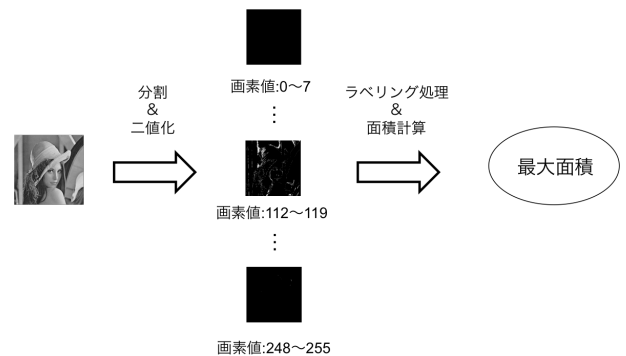 分割
&
二値化
画素値:0〜7
⋮
画素値:112〜119
⋮
画素値:248〜255
ラベリング処理
&
面積計算
最大面積